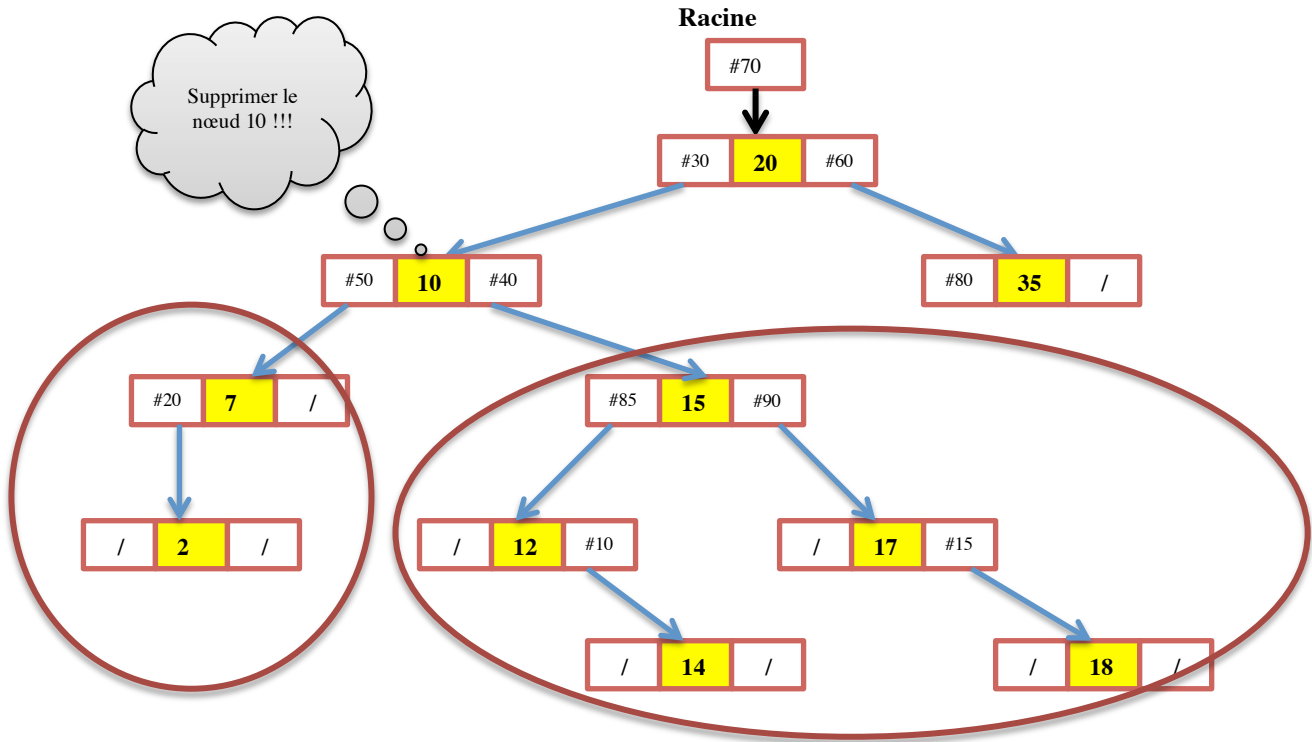 Racine
#70
Supprimer le
nœud 10 !!!
#30 20 #60
#50 10 #40
#80 35 /
#20 7 /
#85 15 #90
/ 2 /
/ 12 #10
/ 17 #15
/ 14 /
/ 18 /